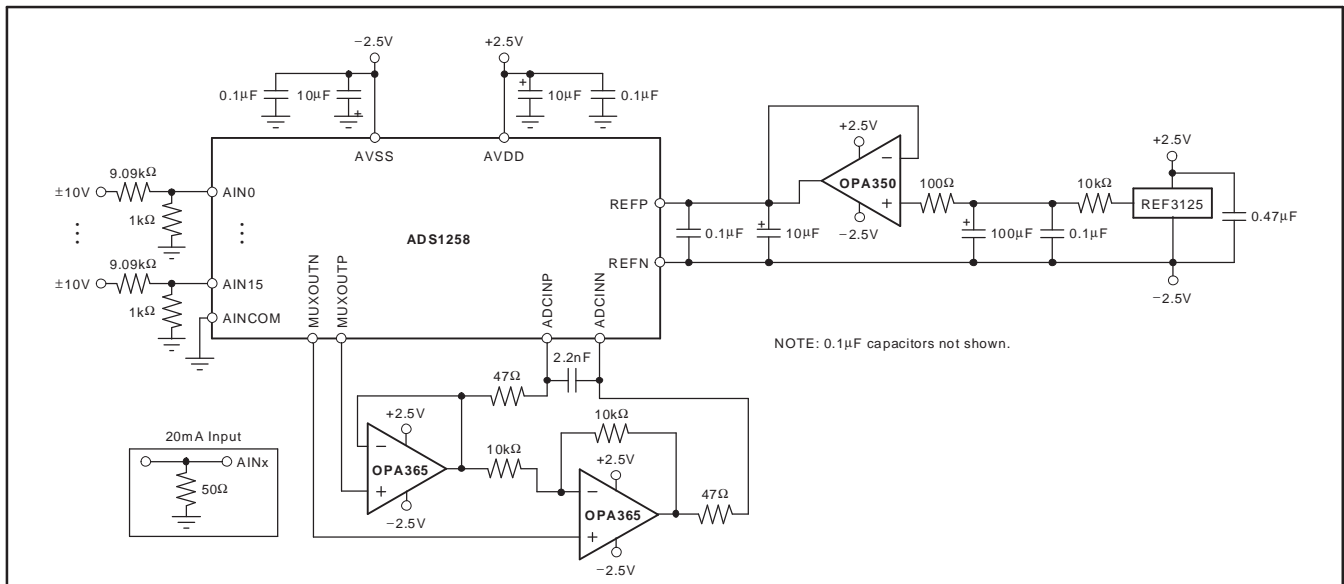 −2.5V
+2.5V
0.1µF
10µF
10µF
0.1µF
AVSS
AVDD
9.09kΩ
±10V
AIN0
1kΩ
9.09kΩ
±10V
AIN15
1kΩ
AINCOM
ADS1258
MUXOUTN
MUXOUTP
ADCINP
ADCINN
REFP
REFN
0.1µF
10µF
+2.5V
OPA350
−2.5V
−
+
100Ω
100µF
0.1µF
10kΩ
+2.5V
REF3125
0.47µF
−2.5V
NOTE: 0.1µF capacitors not shown.
2.2nF
47Ω
+2.5V
−
OPA365
+
−2.5V
10kΩ
10kΩ
+2.5V
−
OPA365
+
−2.5V
47Ω
20mA Input
AINx
50Ω